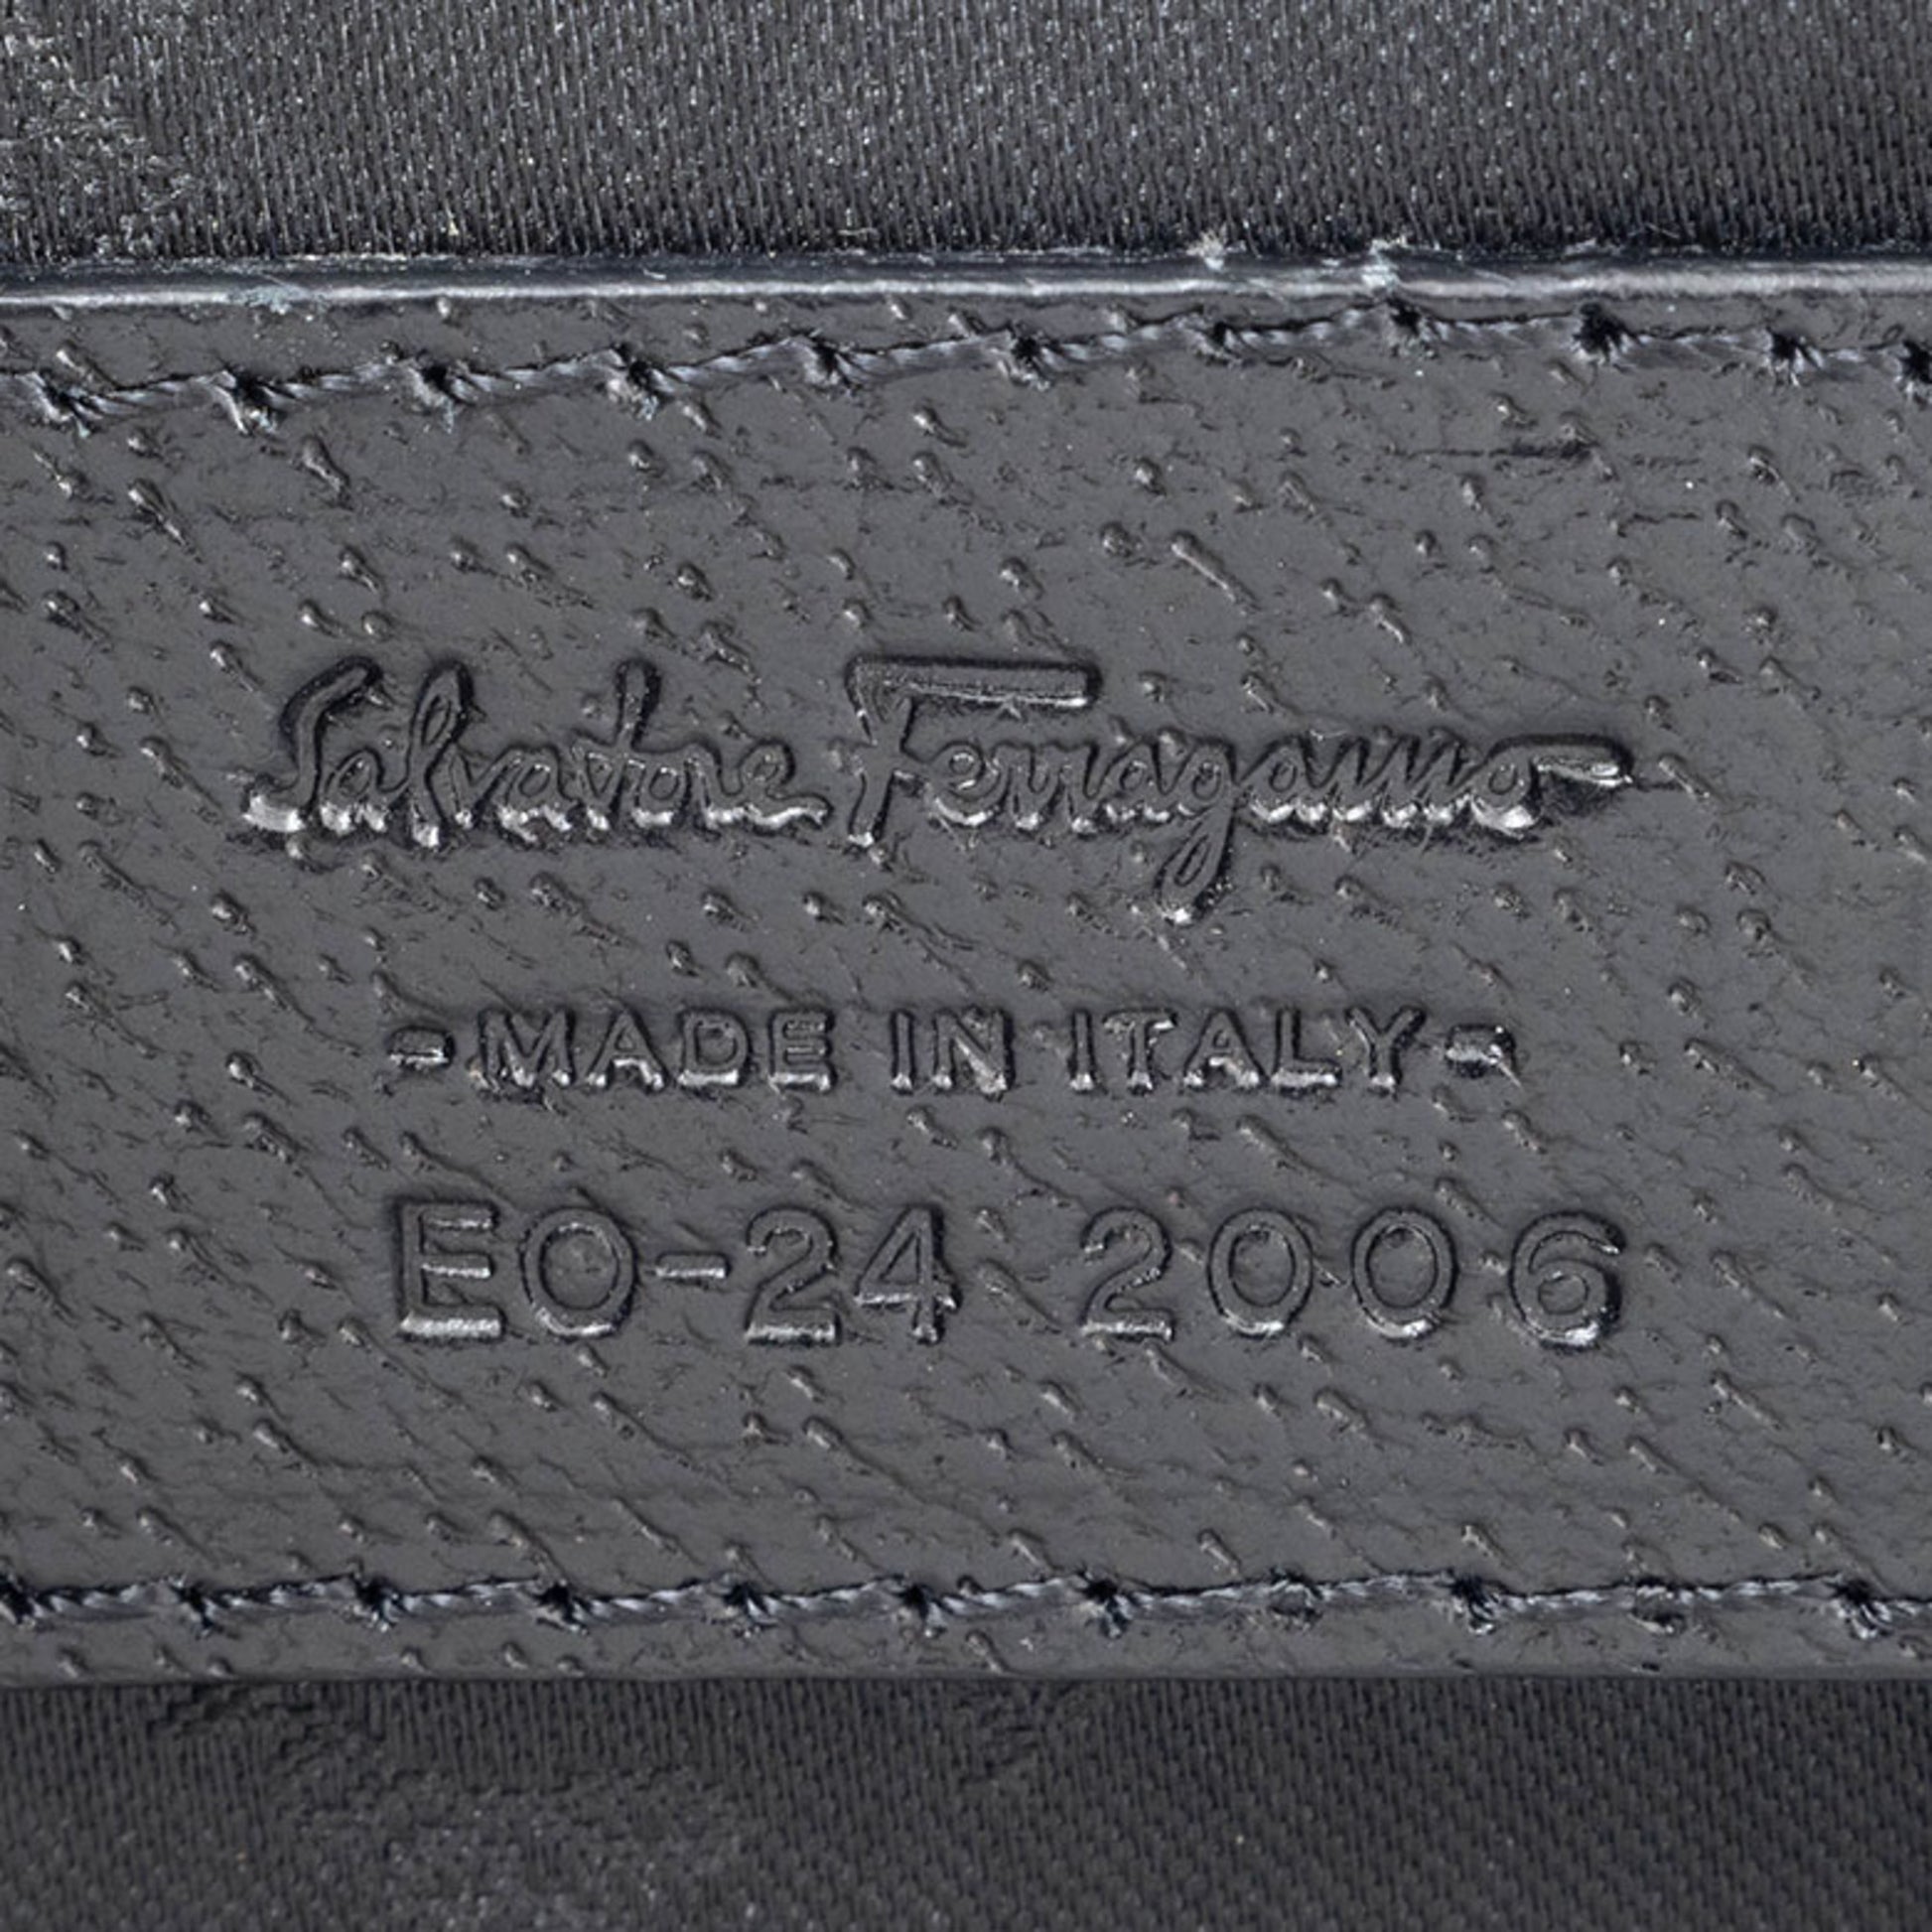 Salvatore Ferragamo
-MADE IN ITALY-
EO-24 2006